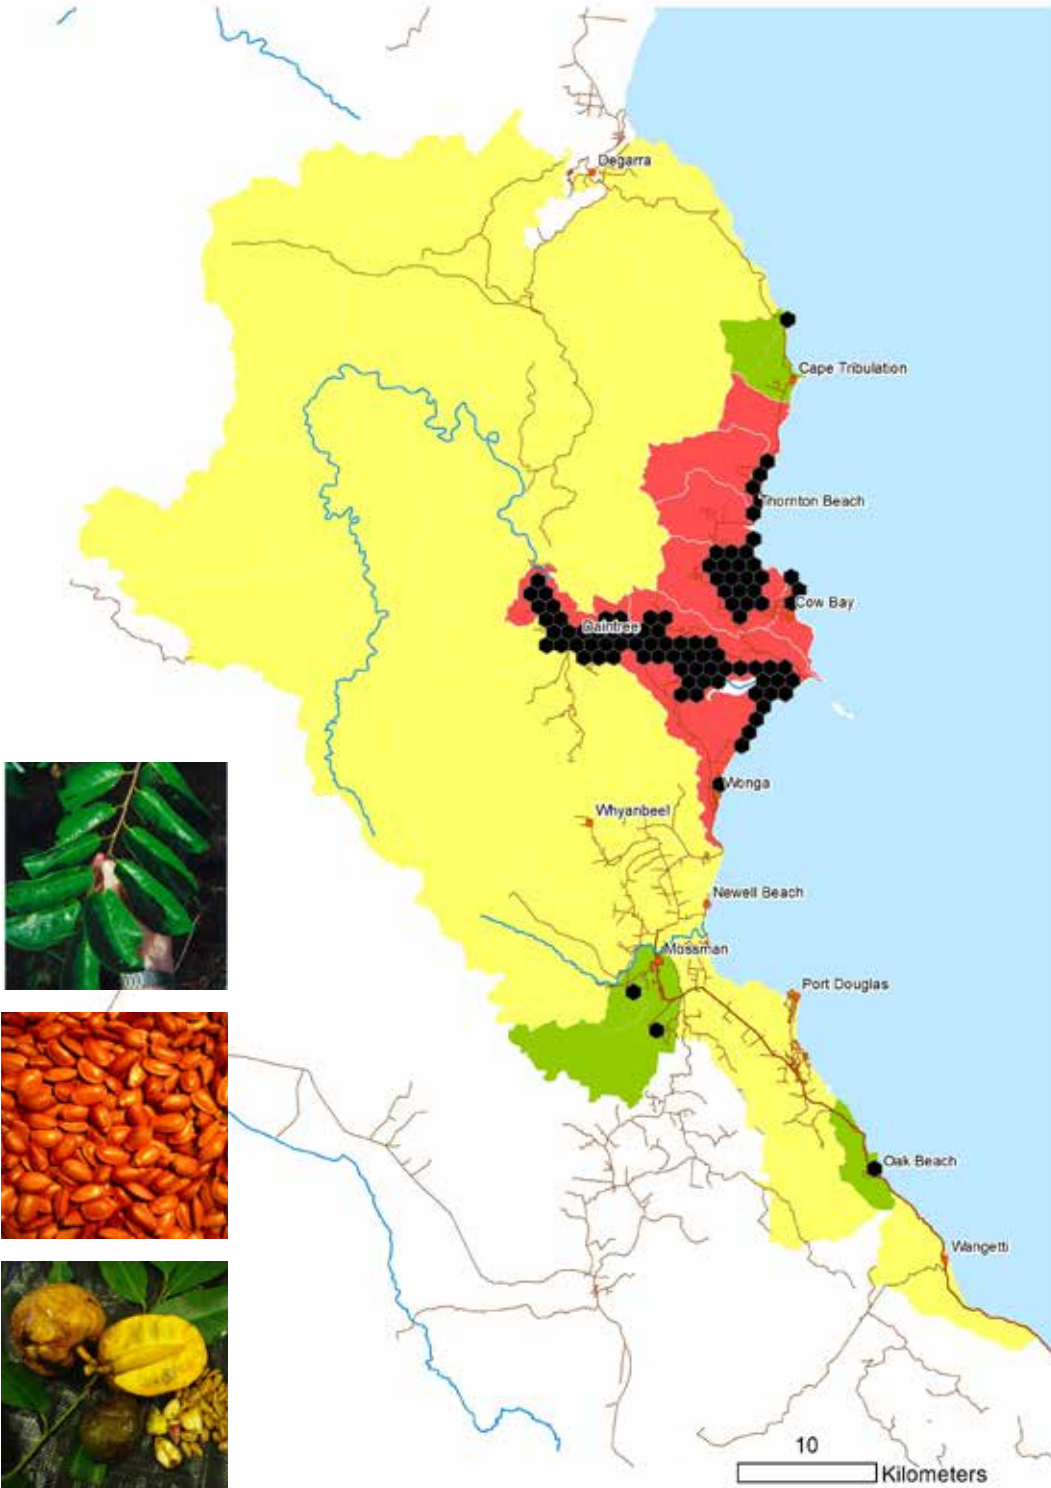 Degarra
Cape Tribulation
Thornton Beach
Cow Bay
Daintree
Wonga
Whyanbeel
Newell Beach
Mossman
Port Douglas
Oak Beach
Wangetti
10
Kilometers